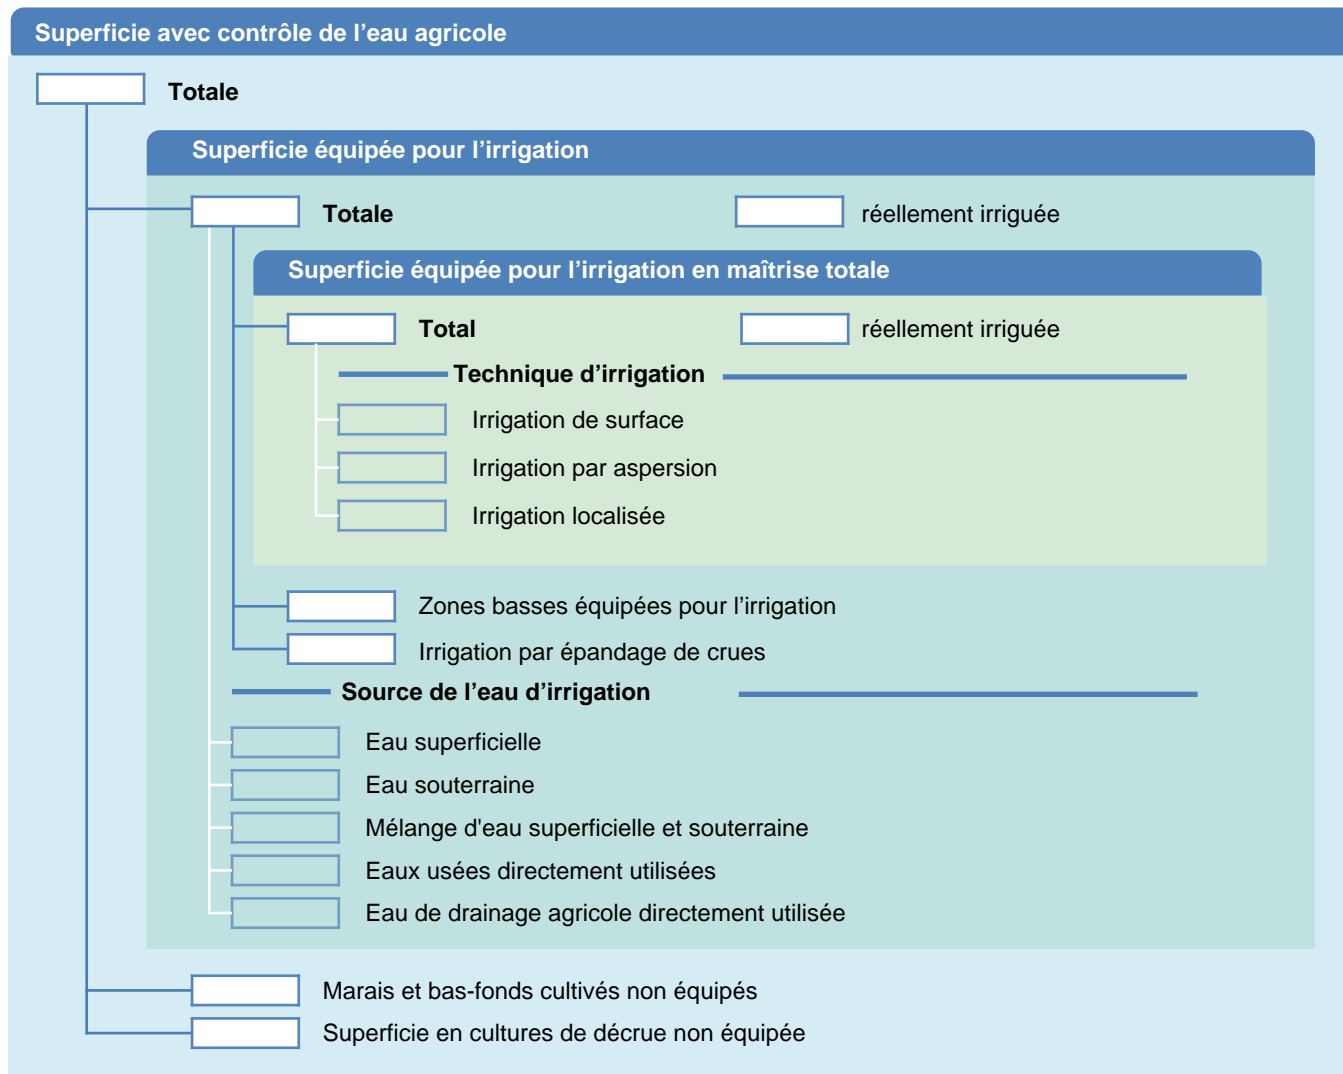 Superficie avec contrôle de l’eau agricole
Totale
Superficie équipée pour l’irrigation
Totale réellement irriguée
Superficie équipée pour l’irrigation en maîtrise totale
Total réellement irriguée
Technique d’irrigation
Irrigation de surface
Irrigation par aspersion
Irrigation localisée
Zones basses équipées pour l’irrigation
Irrigation par épandage de crues
Source de l’eau d’irrigation
Eau superficielle
Eau souterraine
Mélange d'eau superficielle et souterraine
Eaux usées directement utilisées
Eau de drainage agricole directement utilisée
Marais et bas-fonds cultivés non équipés
Superficie en cultures de décrue non équipée